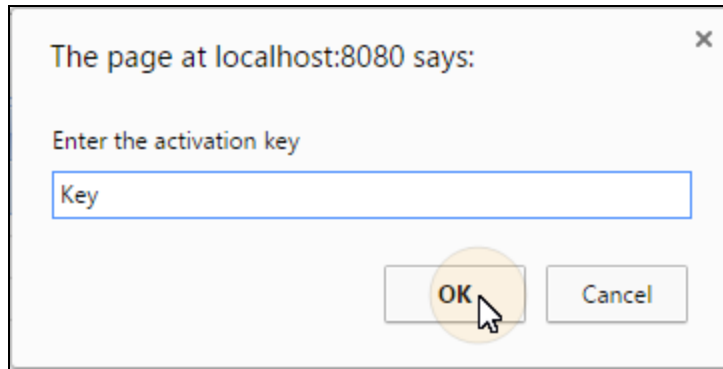 The page at localhost:8080 says:
Enter the activation key
Key
OK Cancel